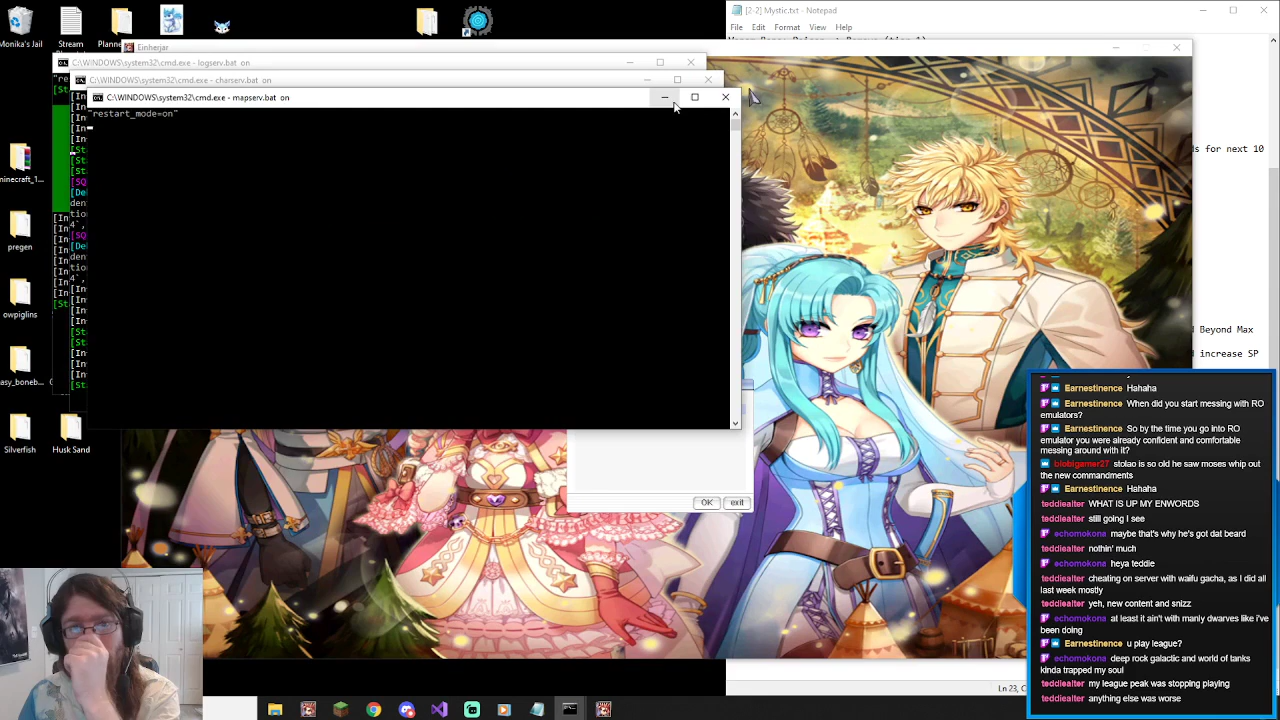 Monika's Jail
Stream
Planne
[2-2] Mystic.txt - Notepad
File Edit Format View Help
Einherjar
C:\WINDOWS\system32\cmd.exe - logserv.bat on
C:\WINDOWS\system32\cmd.exe - charserv.bat on
C:\WINDOWS\system32\cmd.exe - mapserv.bat on
"restart_mode=on"
ds for next 10
d Beyond Max
d increase SP
minecraft_1...
pregen
owpiglins
asy_boneb...
Silverfish
Husk Sand
OK exit
Earnestinence Hahaha
Earnestinence When did you start messing with RO
emulators?
Earnestinence So by the time you go into RO
emulator you were already confident and comfortable
messing around with it?
blobigamer27 stolao is so old he saw moses whip out
the new commandments
Earnestinence Hahaha
teddiealter WHAT IS UP MY ENWORDS
teddiealter still going I see
echomokona maybe that's why he's got dat beard
teddiealter nothin' much
echomokona heya teddie
teddiealter cheating on server with waifu gacha, as I did all
last week mostly
teddiealter yeh, new content and snizz
echomokona at least it ain't with manly dwarves like i've
been doing
Earnestinence u play league?
echomokona deep rock galactic and world of tanks
kinda trapped my soul
teddiealter my league peak was stopping playing
teddiealter anything else was worse
Ln 23, C